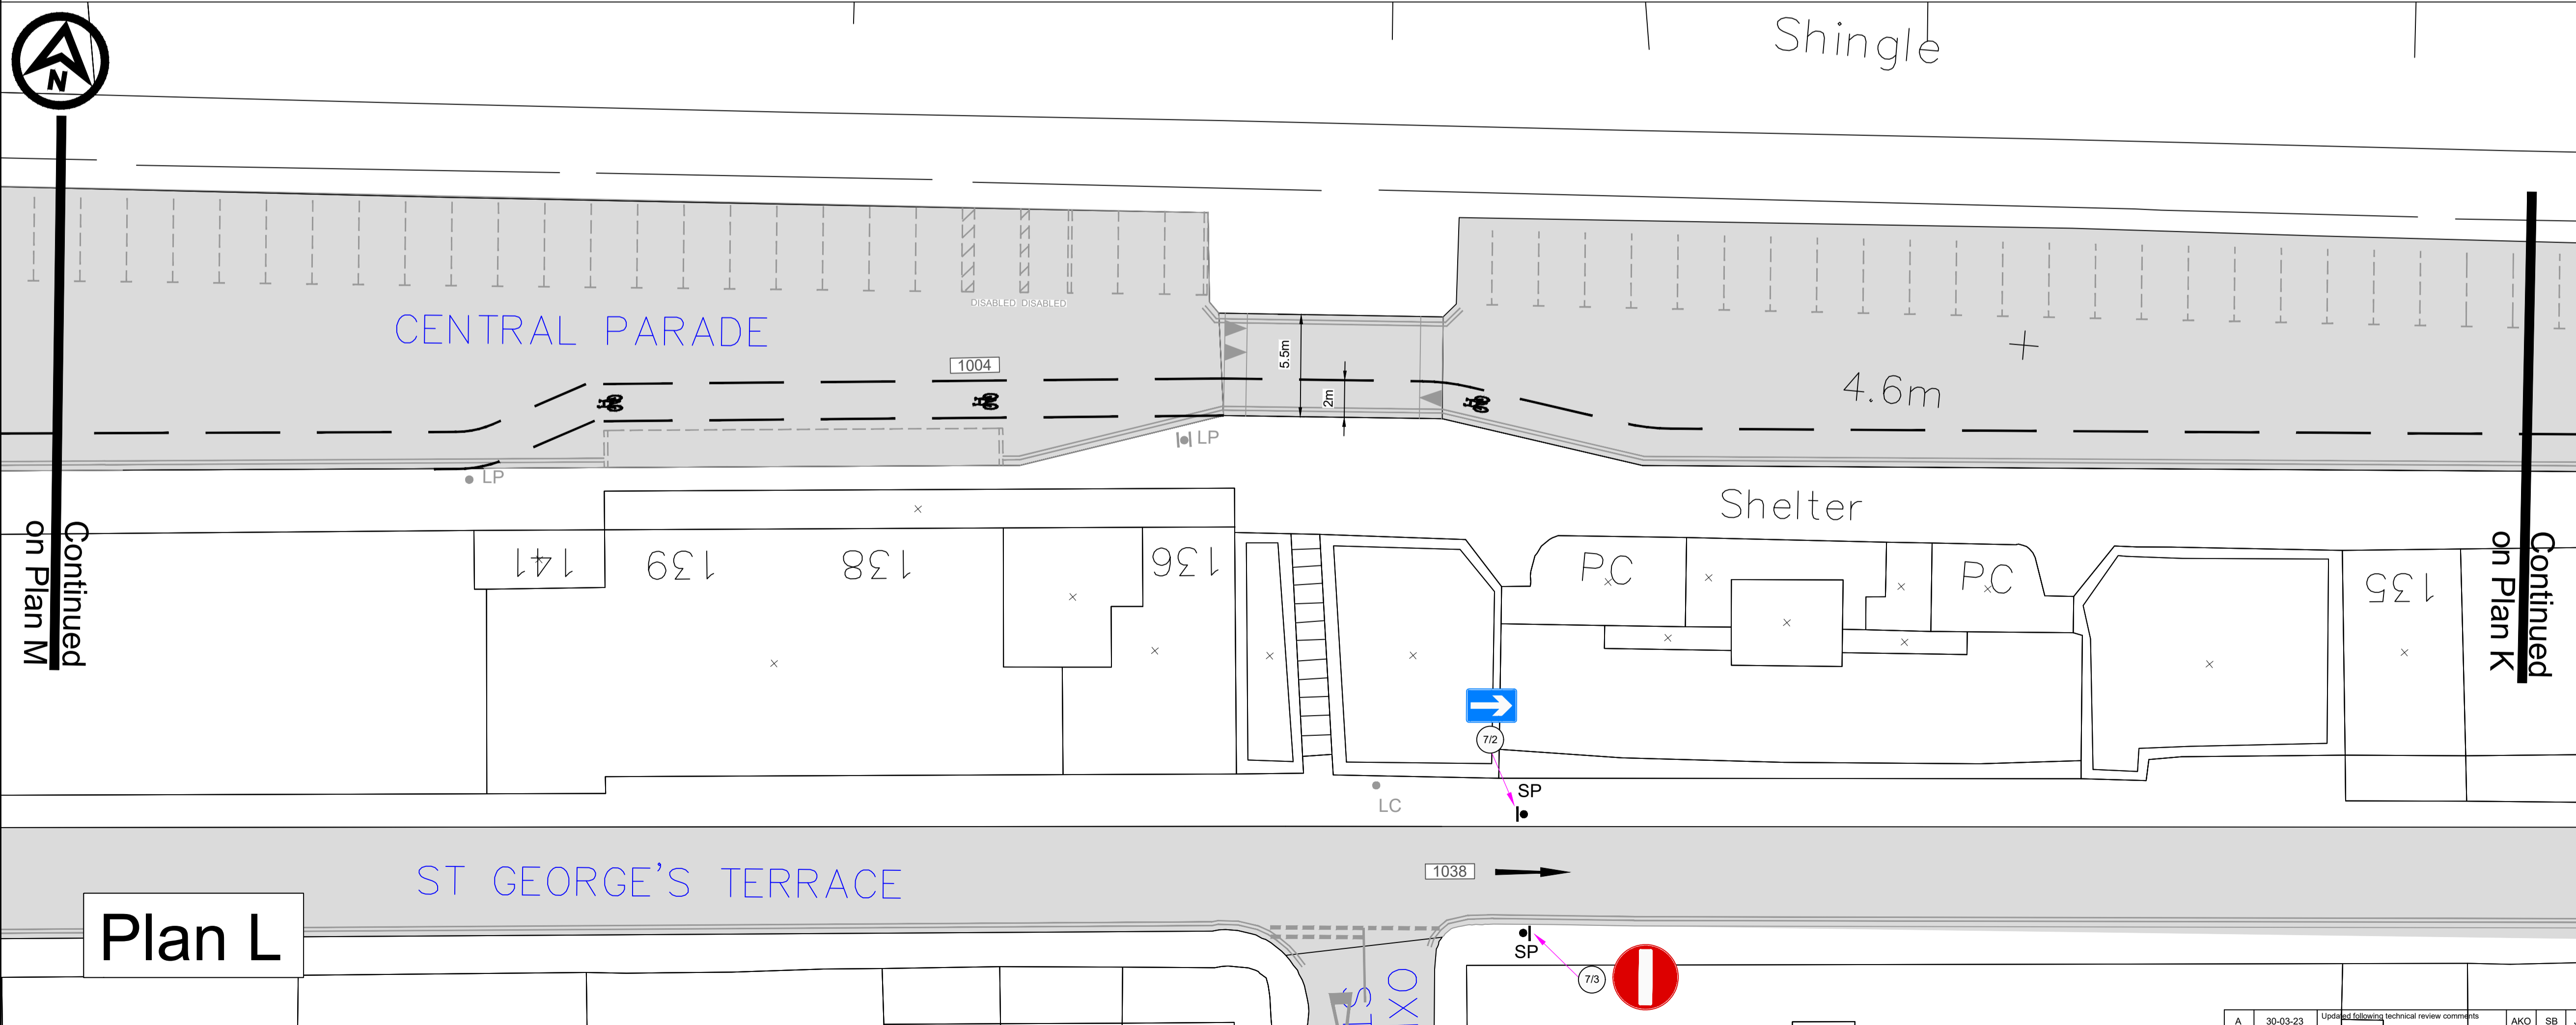 Shingle
N
DISABLED DISABLED
CENTRAL PARADE
1004
5.5m
2m
4.6m
LP
LP
Shelter
Continued
on Plan M
141
139
138
136
PC
PC
135
Continued
on Plan K
7/2
SP
LC
ST GEORGE'S TERRACE
1038
Plan L
SP
7/3
OXO
ST
A 30-03-23 Updated following technical review comments AKO SB